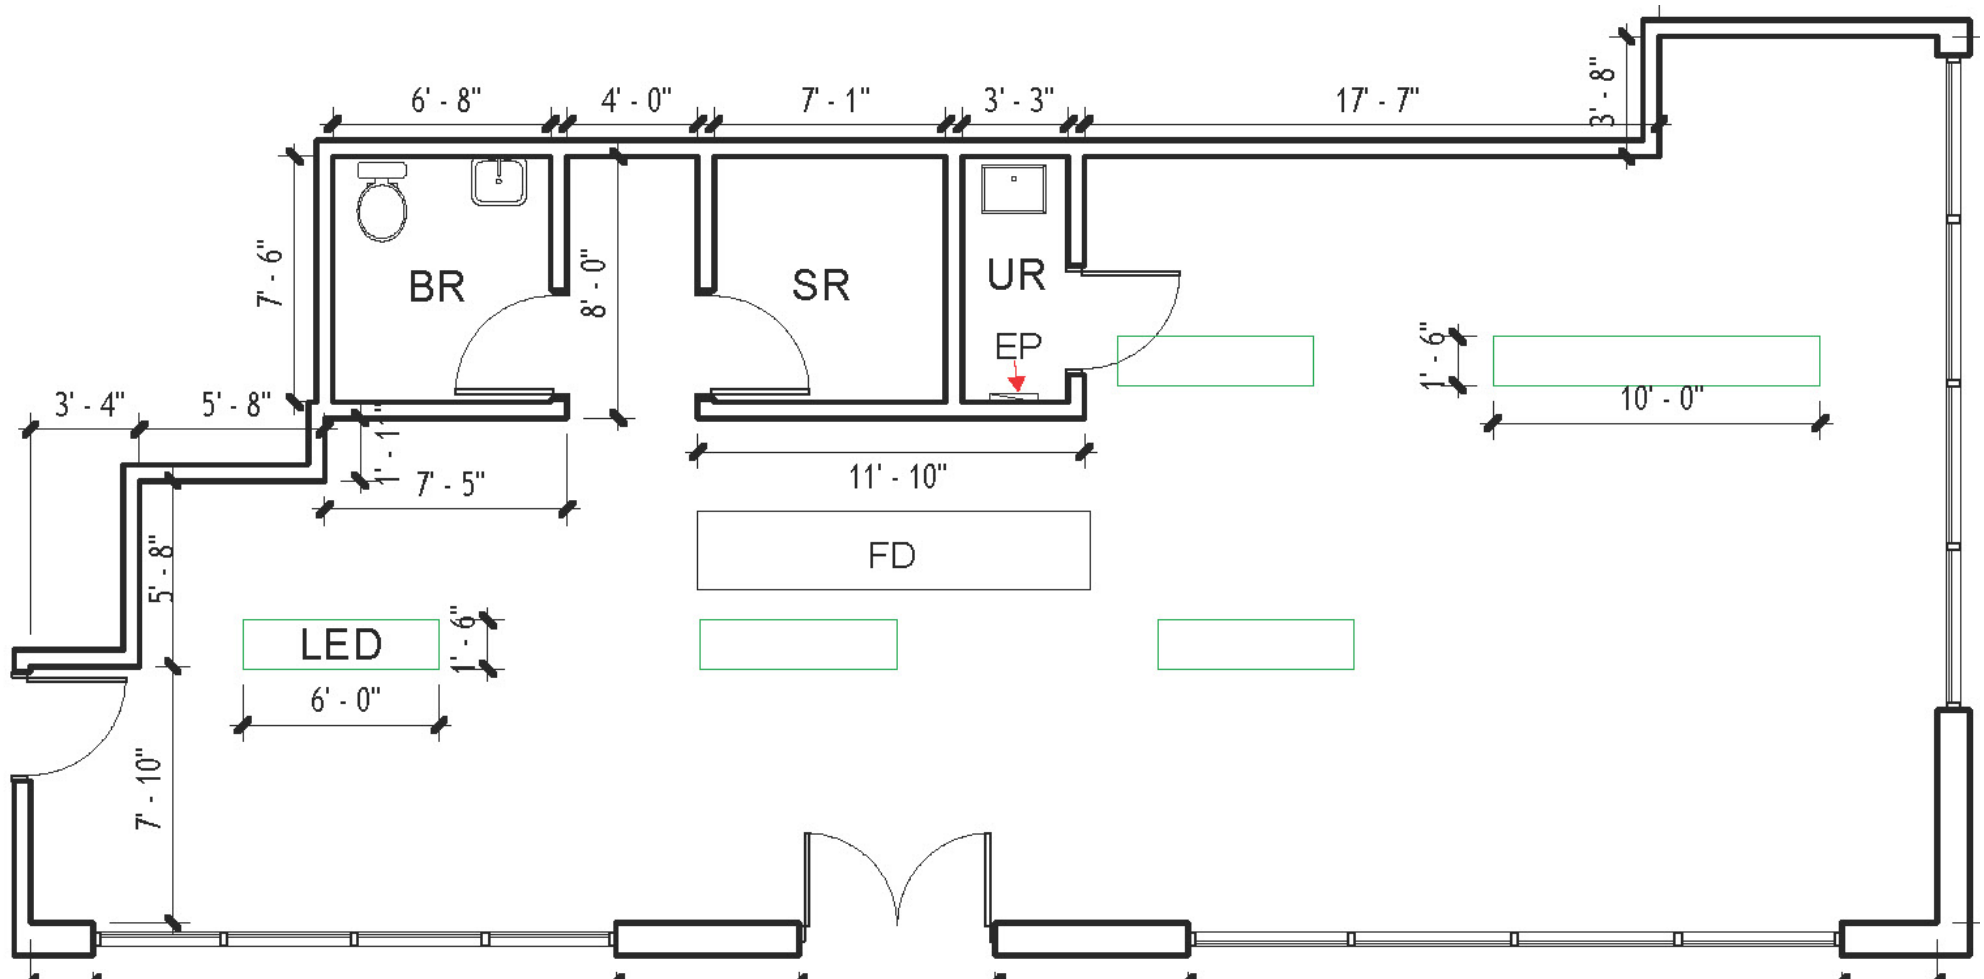 6' - 8"
4' - 0"
7' - 1"
3' - 3"
17' - 7"
3' - 8"
7' - 6"
BR
8' - 0"
SR
UR
EP
1' - 6"
10' - 0"
3' - 4"
5' - 8"
1' - 11"
7' - 5"
11' - 10"
5' - 8"
FD
LED
1' - 6"
6' - 0"
7' - 10"